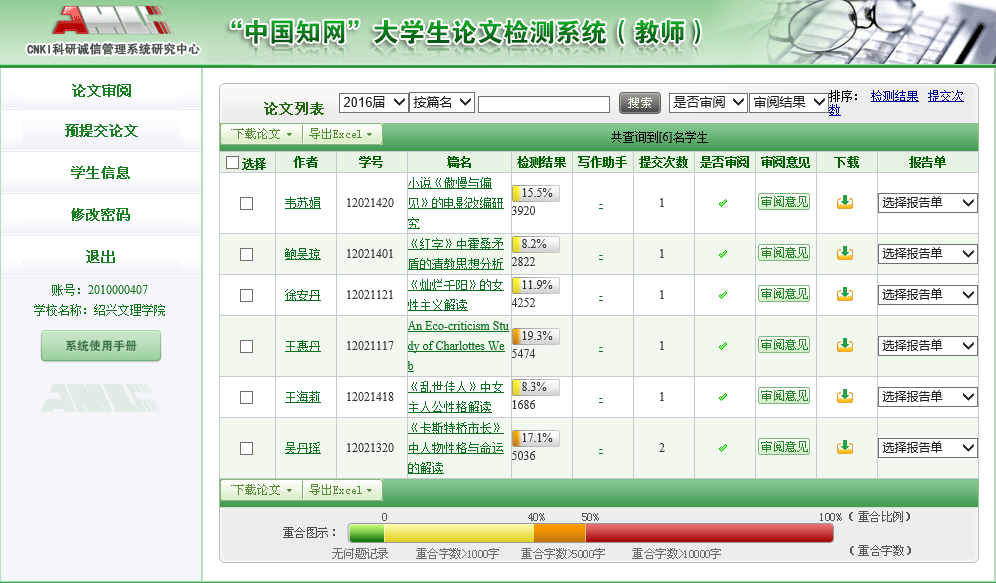 AMLC
CNKI科研诚信管理系统研究中心
“中国知网”大学生论文检测系统（教师）
论文审阅
预提交论文
学生信息
修改密码
退出
账号：2010000407
学校名称：绍兴文理学院
系统使用手册
论文列表 2016届 按篇名 搜索 是否审阅 审阅结果 排序： 检测结果 提交次
数
下载论文 导出Excel 共查询到[6]名学生
选择 作者 学号 篇名 检测结果 写作助手 提交次数 是否审阅 审阅意见 下载 报告单
韦苏娟 12021420 小说《傲慢与偏
见》的电影改编研
究 15.5%
3920 - 1 审阅意见 选择报告单
鲍吴琼 12021401 《红字》中霍桑矛
盾的清教思想分析 8.2%
2822 - 1 审阅意见 选择报告单
徐安丹 12021121 《灿烂千阳》的女
性主义解读 11.9%
4252 - 1 审阅意见 选择报告单
王惠丹 12021117 An Eco-criticism Stu
dy of Charlottes We
b 19.3%
5474 - 1 审阅意见 选择报告单
王海莉 12021418 《乱世佳人》中女
主人公性格解读 8.3%
1686 - 1 审阅意见 选择报告单
吴丹瑶 12021320 《卡斯特桥市长》
中人物性格与命运
的解读 17.1%
5036 - 2 审阅意见 选择报告单
下载论文 导出Excel
0 40% 50% 100%（重合比例）
重合图示：
无问题记录 重合字数>1000字 重合字数>5000字 重合字数>10000字 （重合字数）